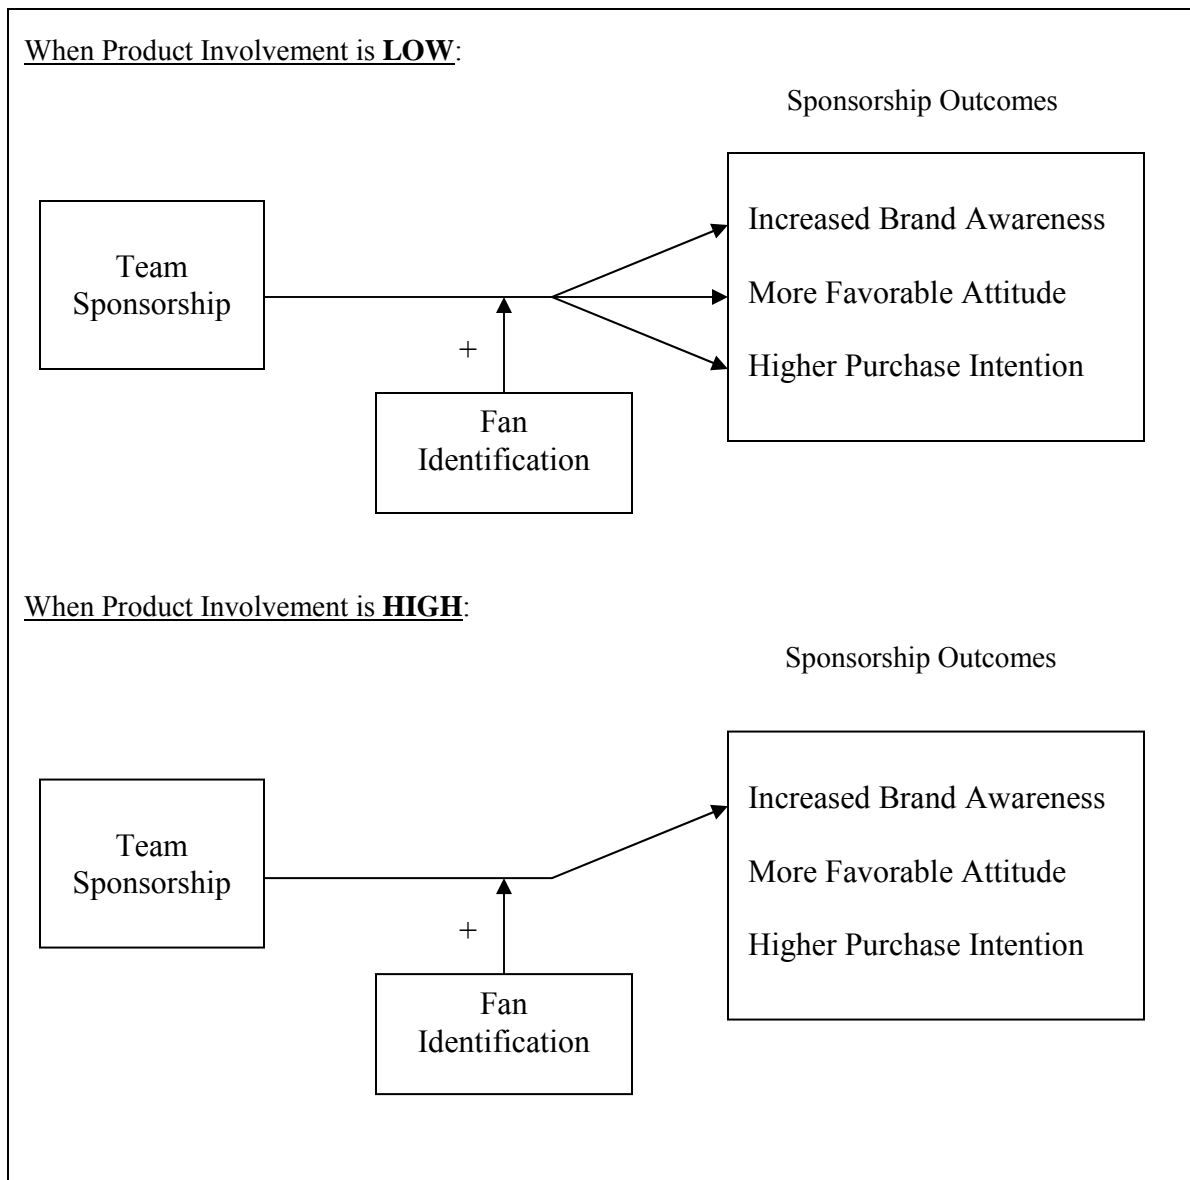 When Product Involvement is LOW:
Sponsorship Outcomes
Team
Sponsorship
+
Fan
Identification
Increased Brand Awareness
More Favorable Attitude
Higher Purchase Intention
When Product Involvement is HIGH:
Sponsorship Outcomes
Team
Sponsorship
+
Fan
Identification
Increased Brand Awareness
More Favorable Attitude
Higher Purchase Intention